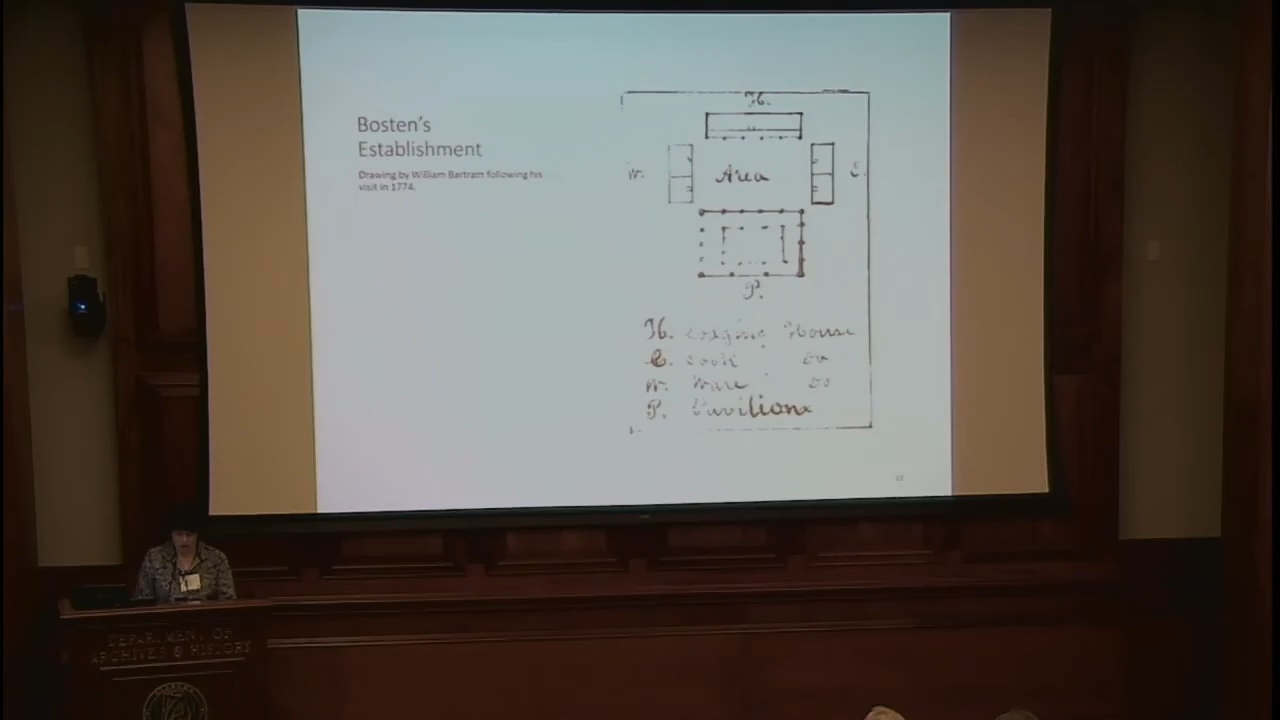 Bosten's
Establishment
Drawing by William Bartram following his
visit in 1774.
H.
W.
Area
C.
P.
H. Lodging House
C. Cook Do
W. Ware Do
P. Pavilion
DEPARTMENT OF
ARCHIVES & HISTORY